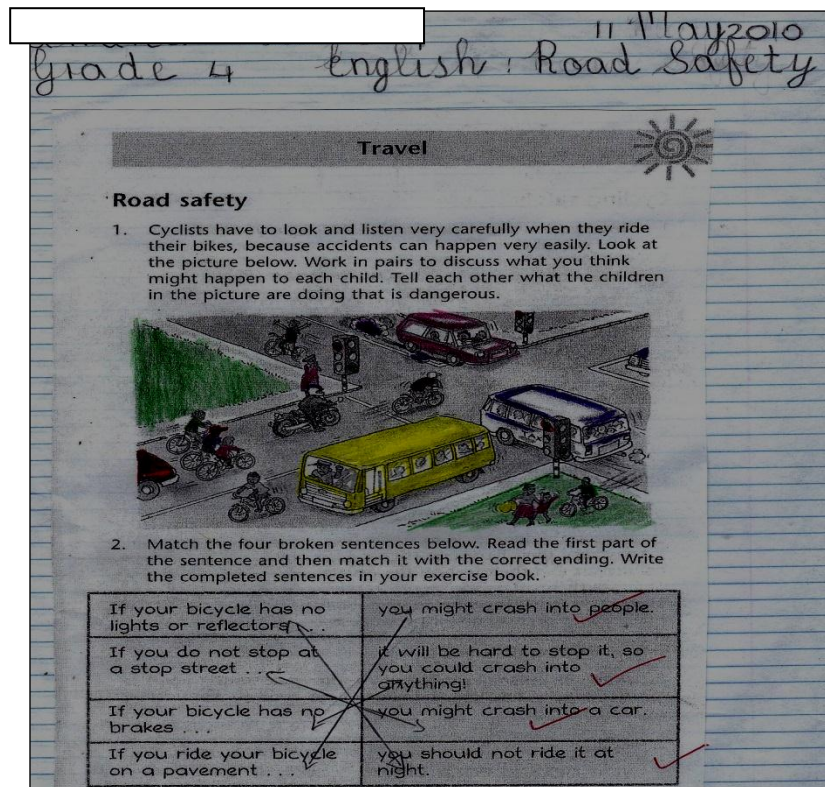 11 May 2010
Grade 4 English : Road Safety
Travel
Road safety
1. Cyclists have to look and listen very carefully when they ride
their bikes, because accidents can happen very easily. Look at
the picture below. Work in pairs to discuss what you think
might happen to each child. Tell each other what the children
in the picture are doing that is dangerous.
2. Match the four broken sentences below. Read the first part of
the sentence and then match it with the correct ending. Write
the completed sentences in your exercise book.
If your bicycle has no
lights or reflectors . . .
you might crash into people.
If you do not stop at
a stop street . . .
it will be hard to stop it, so
you could crash into
anything!
If your bicycle has no
brakes . . .
you might crash into a car.
If you ride your bicycle
on a pavement . . .
you should not ride it at
night.